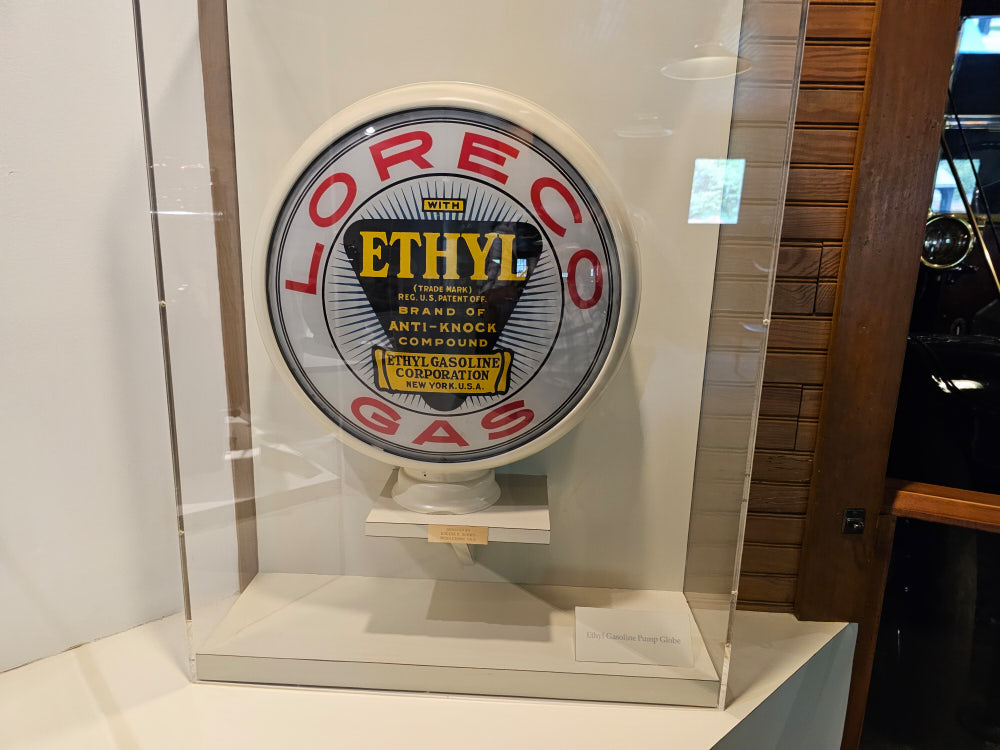 LORECO
WITH
ETHYL
(TRADE MARK)
REG. U.S. PATENT OFF.
BRAND OF
ANTI-KNOCK
COMPOUND
ETHYL GASOLINE
CORPORATION
NEW YORK. U.S.A.
GAS
Ethyl Gasoline Pump Globe